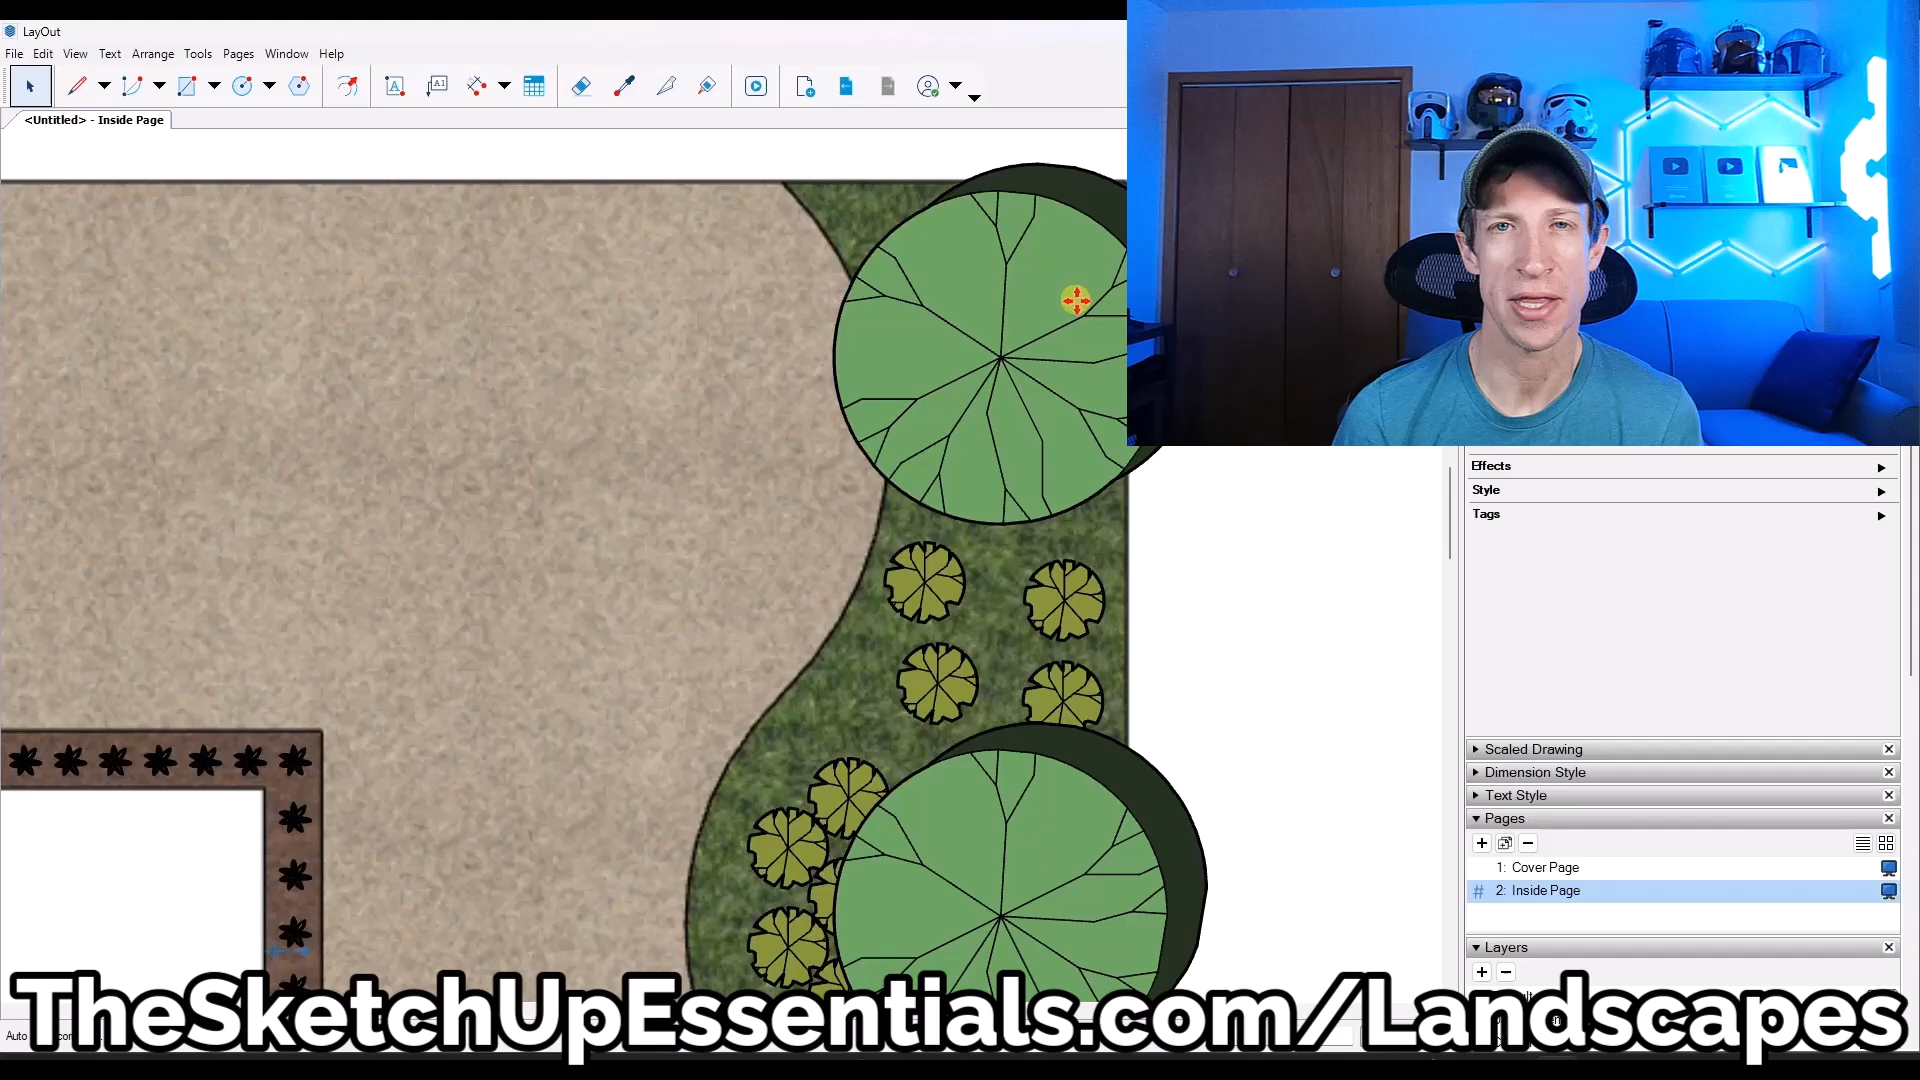 LayOut
File Edit View Text Arrange Tools Pages Window Help
A A1
<Untitled> - Inside Page
Effects
Style
Tags
Scaled Drawing
Dimension Style
Text Style
Pages
1: Cover Page
# 2: Inside Page
Layers
Auto
TheSketchUpEssentials.com/Landscapes